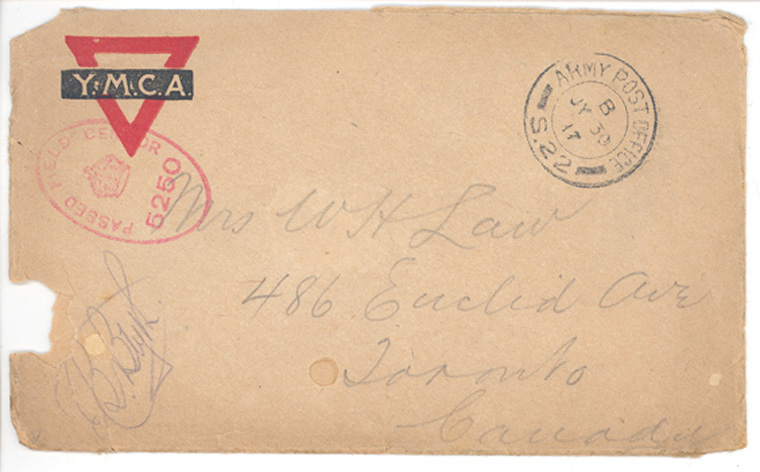 Y.M.C.A.
PASSED FIELD CENSOR
5250
ARMY POST OFFICE
B
JY 30
17
S.22
Mrs W H Law
486 Euclid Ave
Toronto
Canada